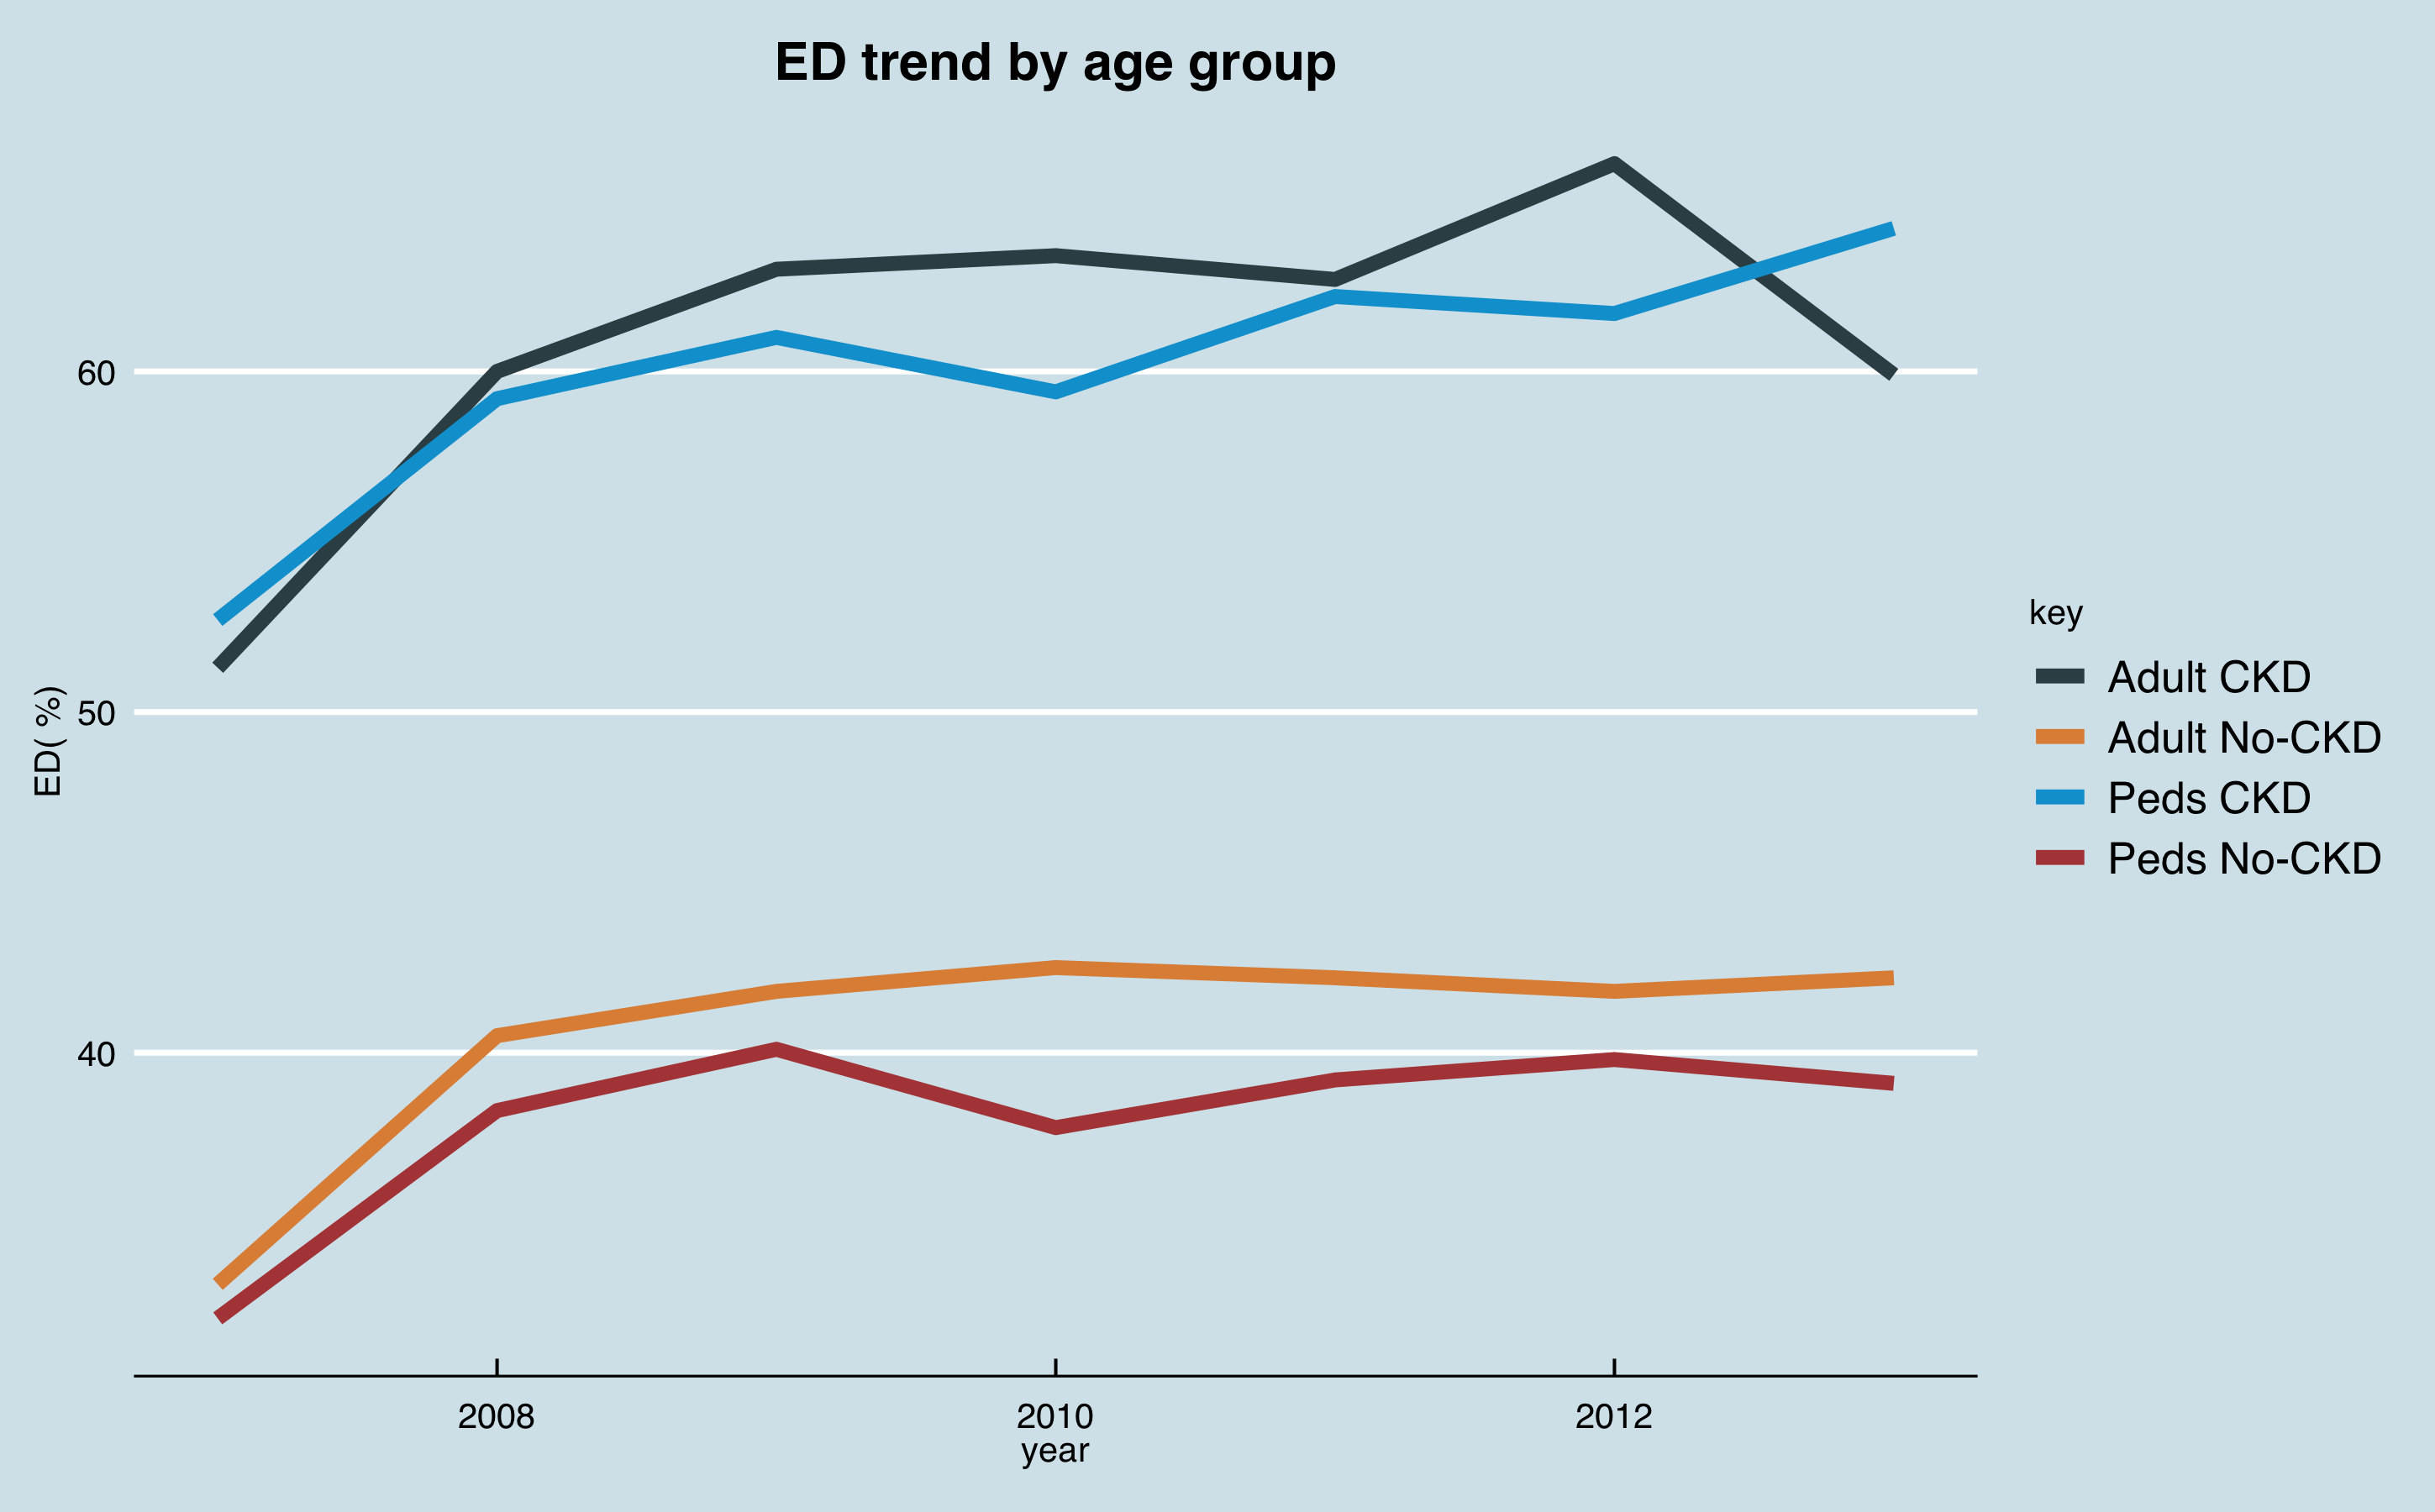 ED trend by age group
60
50
40
ED( %)
2008
2010
2012
year
key
Adult CKD
Adult No-CKD
Peds CKD
Peds No-CKD